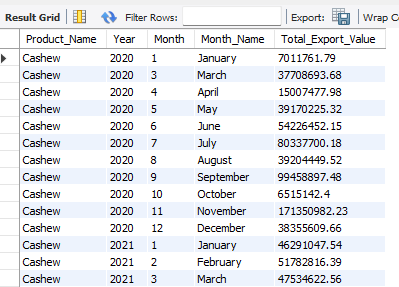 Result Grid Filter Rows: Export: Wrap Co
Product_Name Year Month Month_Name Total_Export_Value
Cashew 2020 1 January 7011761.79
Cashew 2020 3 March 37708693.68
Cashew 2020 4 April 15007477.98
Cashew 2020 5 May 39170225.32
Cashew 2020 6 June 54226452.15
Cashew 2020 7 July 80337700.18
Cashew 2020 8 August 39204449.52
Cashew 2020 9 September 99458897.48
Cashew 2020 10 October 6515142.4
Cashew 2020 11 November 171350982.23
Cashew 2020 12 December 38355609.66
Cashew 2021 1 January 46291047.54
Cashew 2021 2 February 51782816.39
Cashew 2021 3 March 47534622.56